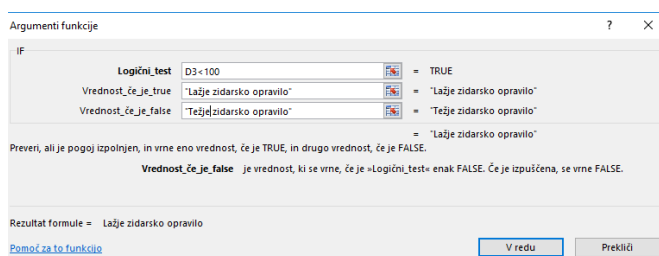 Argumenti funkcije ? ×
IF
Logični_test D3<100 = TRUE
Vrednost_če_je_true "Lažje zidarsko opravilo" = "Lažje zidarsko opravilo"
Vrednost_če_je_false "Težje zidarsko opravilo" = "Težje zidarsko opravilo"
= "Lažje zidarsko opravilo"
Preveri, ali je pogoj izpolnjen, in vrne eno vrednost, če je TRUE, in drugo vrednost, če je FALSE.
Vrednost_če_je_false je vrednost, ki se vrne, če je »Logični_test« enak FALSE. Če je izpuščena, se vrne FALSE.
Rezultat formule = Lažje zidarsko opravilo
Pomoč za to funkcijo V redu Prekliči